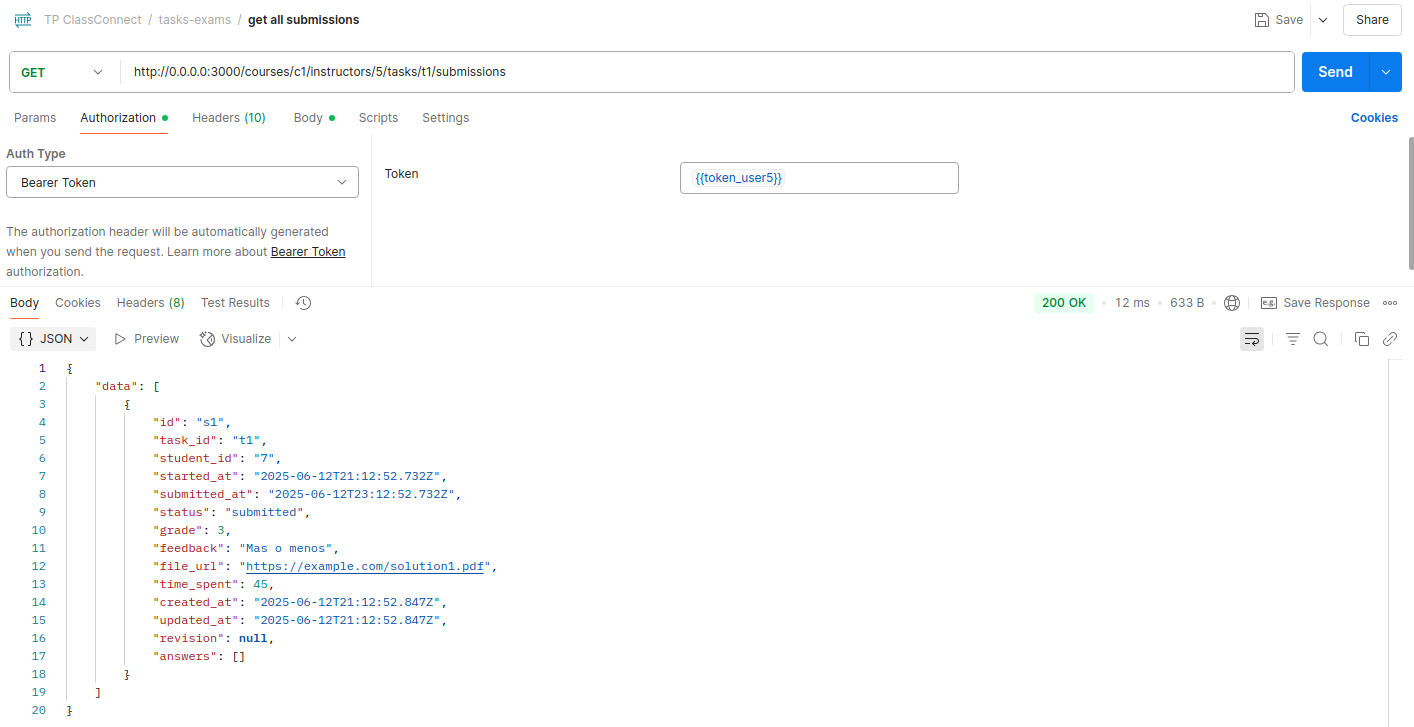 HTTP TP ClassConnect / tasks-exams / get all submissions Save Share
GET http://0.0.0.0:3000/courses/c1/instructors/5/tasks/t1/submissions Send
Params Authorization Headers (10) Body Scripts Settings Cookies
Auth Type
Bearer Token
Token {{token_user5}}
The authorization header will be automatically generated
when you send the request. Learn more about Bearer Token
authorization.
Body Cookies Headers (8) Test Results 200 OK 12 ms 633 B e.g. Save Response
{} JSON Preview Visualize
1 {
2 "data": [
3 {
4 "id": "s1",
5 "task_id": "t1",
6 "student_id": "7",
7 "started_at": "2025-06-12T21:12:52.732Z",
8 "submitted_at": "2025-06-12T23:12:52.732Z",
9 "status": "submitted",
10 "grade": 3,
11 "feedback": "Mas o menos",
12 "file_url": "https://example.com/solution1.pdf",
13 "time_spent": 45,
14 "created_at": "2025-06-12T21:12:52.847Z",
15 "updated_at": "2025-06-12T21:12:52.847Z",
16 "revision": null,
17 "answers": []
18 }
19 ]
20 }